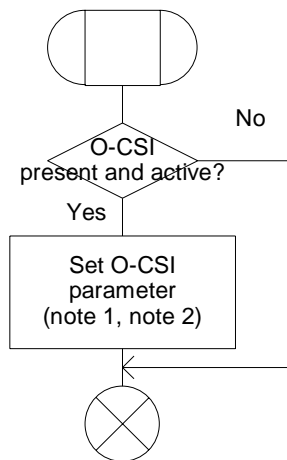 No
O-CSI
present and active?
Yes
Set O-CSI
parameter
(note 1, note 2)